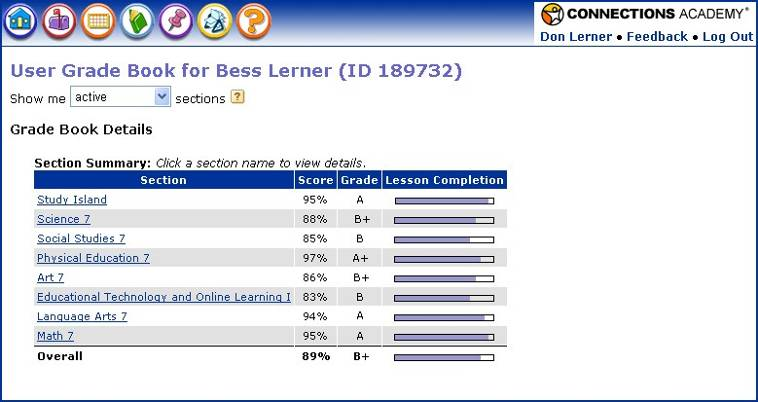 CONNECTIONS ACADEMY®
Don Lerner • Feedback • Log Out
User Grade Book for Bess Lerner (ID 189732)
Show me active sections ?
Grade Book Details
Section Summary: Click a section name to view details.
Section Score Grade Lesson Completion
Study Island 95% A
Science 7 88% B+
Social Studies 7 85% B
Physical Education 7 97% A+
Art 7 86% B+
Educational Technology and Online Learning I 83% B
Language Arts 7 94% A
Math 7 95% A
Overall 89% B+